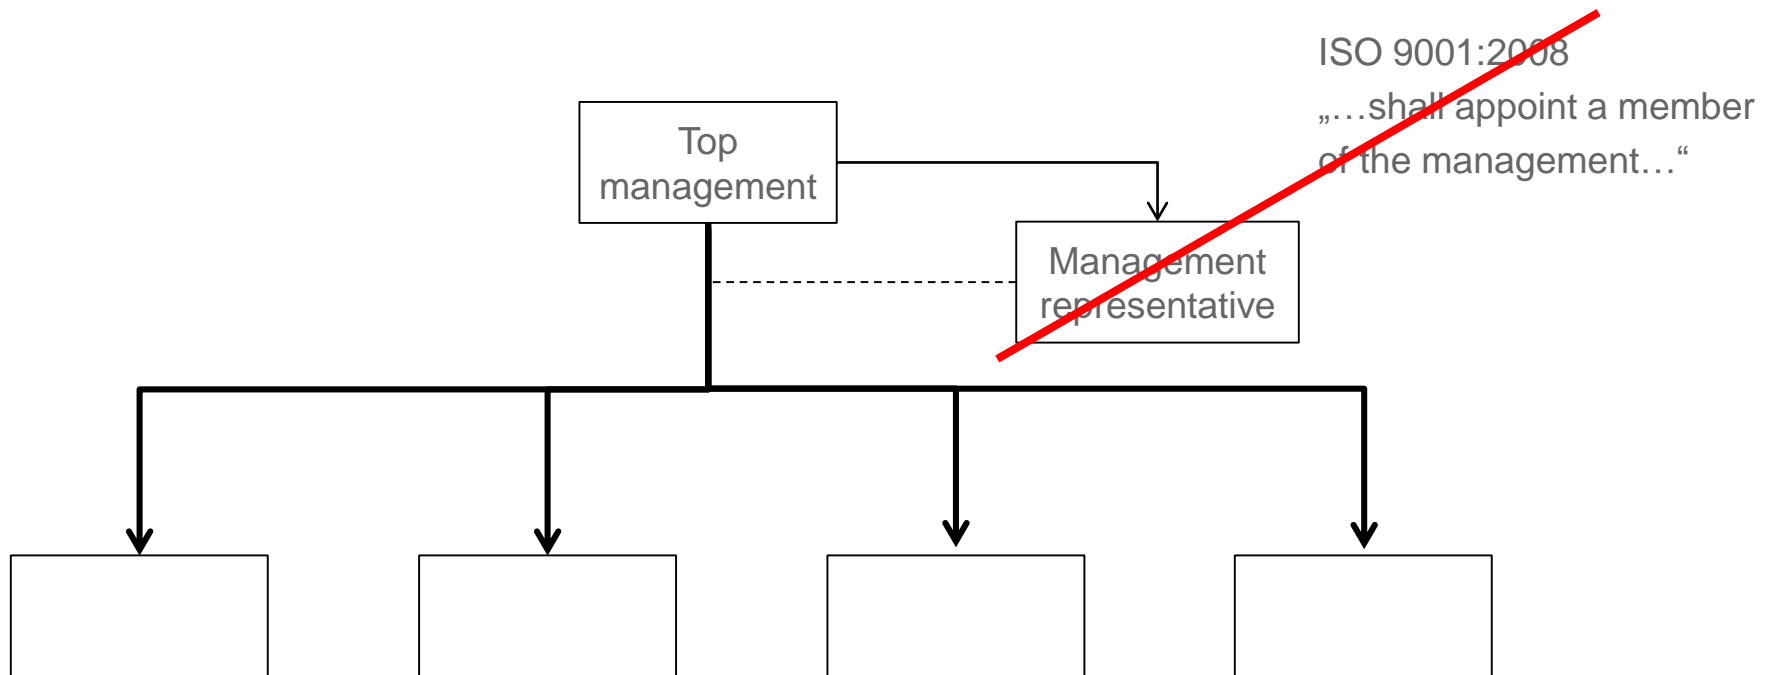 ISO 9001:2008
„…shall appoint a member
of the management…“
Top
management
Management
representative